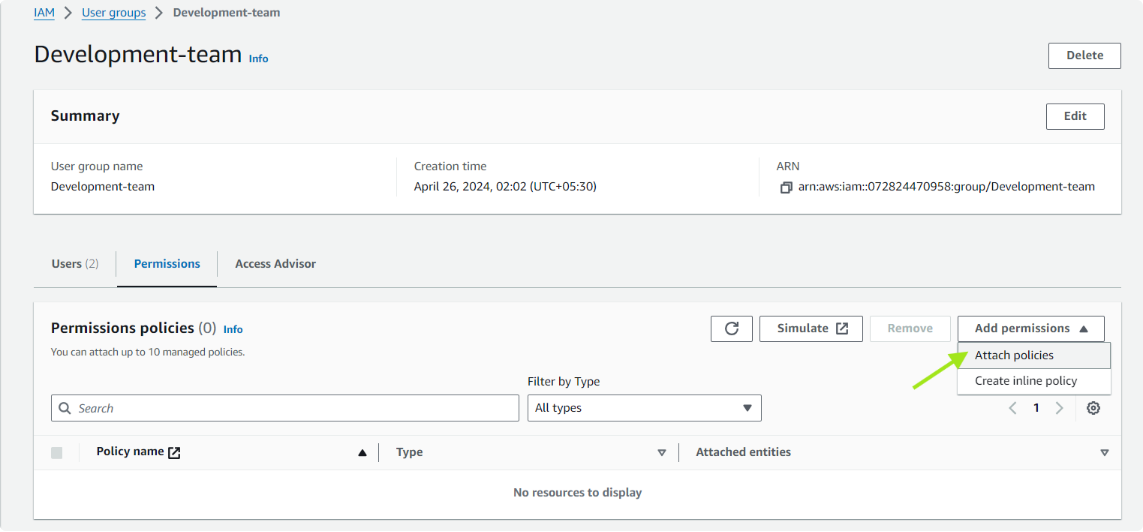 IAM > User groups > Development-team
Development-team Info
Delete
Summary
Edit
User group name
Development-team
Creation time
April 26, 2024, 02:02 (UTC+05:30)
ARN
arn:aws:iam::072824470958:group/Development-team
Users (2)
Permissions
Access Advisor
Permissions policies (0) Info
You can attach up to 10 managed policies.
Simulate
Remove
Add permissions
Attach policies
Create inline policy
Filter by Type
Search
All types
1
Policy name
Type
Attached entities
No resources to display